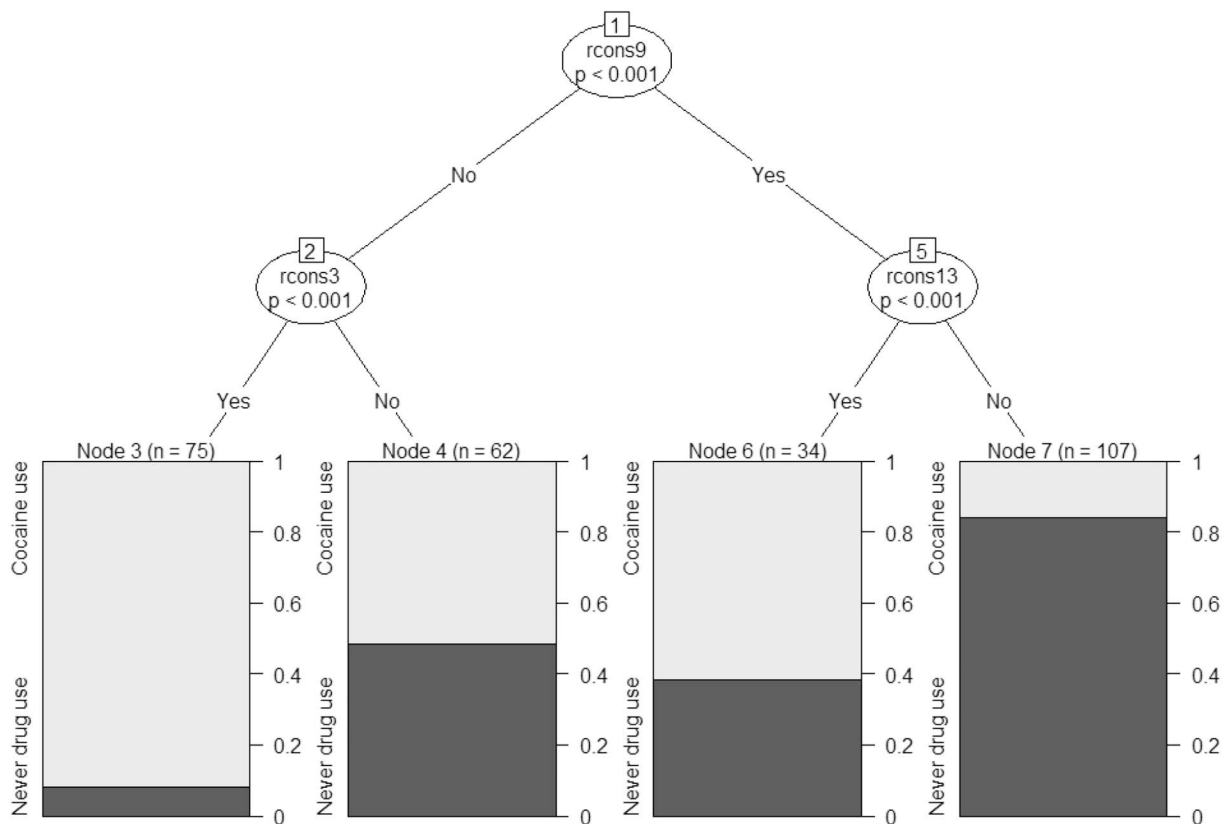 1
rcons9
p < 0.001
No
Yes
2
rcons3
p < 0.001
5
rcons13
p < 0.001
Yes
No
Yes
No
Node 3 (n = 75)
Cocaine use
Never drug use
1
0.8
0.6
0.4
0.2
0
Node 4 (n = 62)
Cocaine use
Never drug use
1
0.8
0.6
0.4
0.2
0
Node 6 (n = 34)
Cocaine use
Never drug use
1
0.8
0.6
0.4
0.2
0
Node 7 (n = 107)
Cocaine use
Never drug use
1
0.8
0.6
0.4
0.2
0